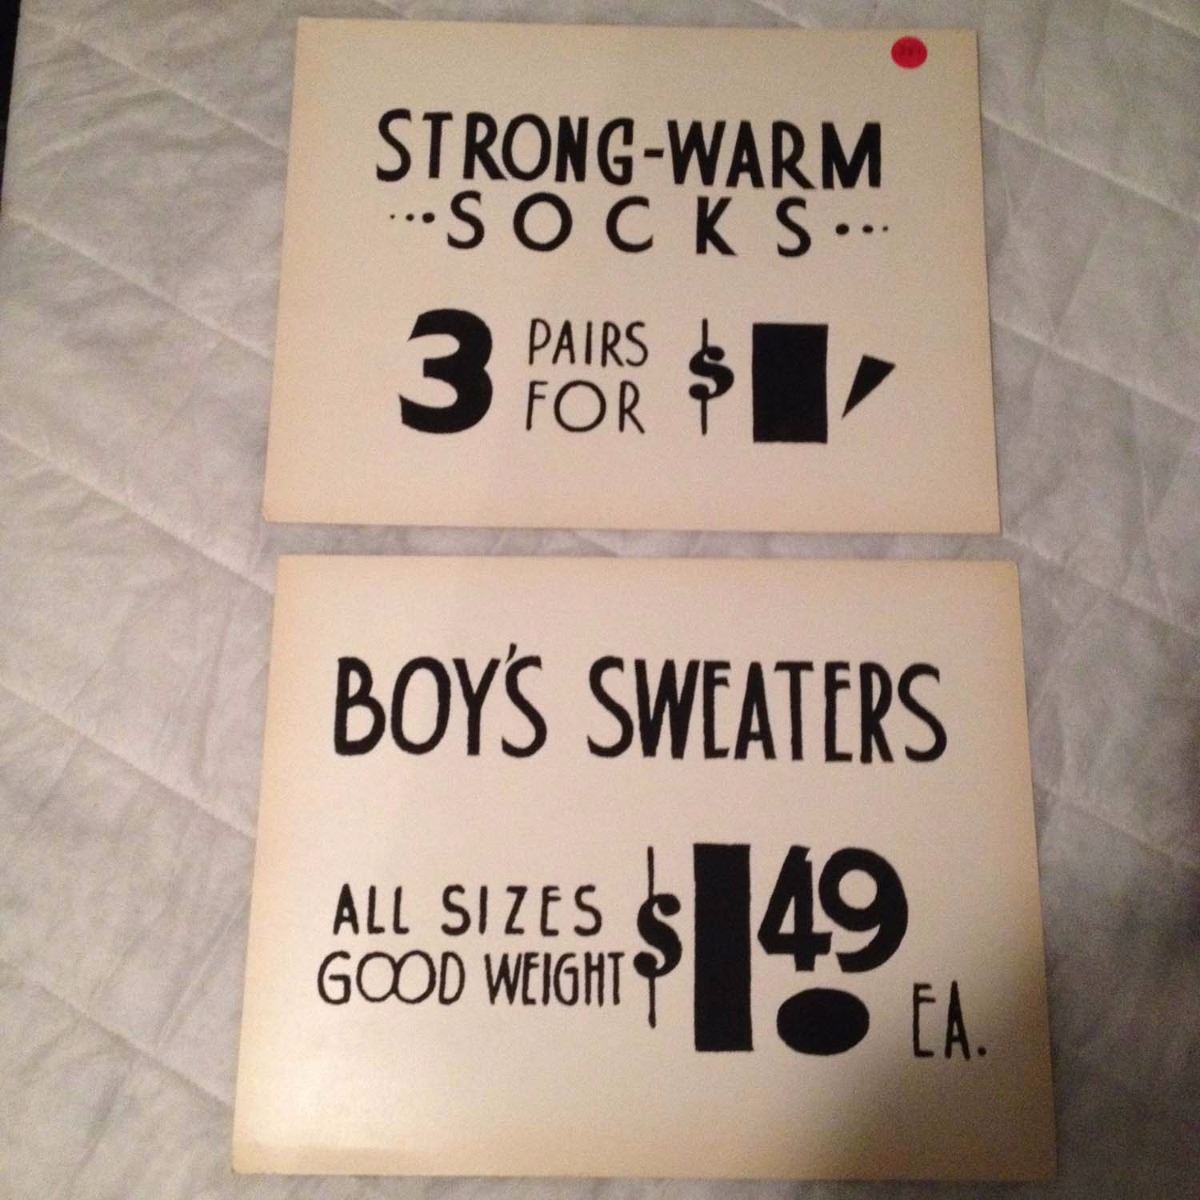 STRONG-WARM
...SOCKS...
3 PAIRS FOR $1
BOY'S SWEATERS
ALL SIZES
GOOD WEIGHT $1.49 EA.